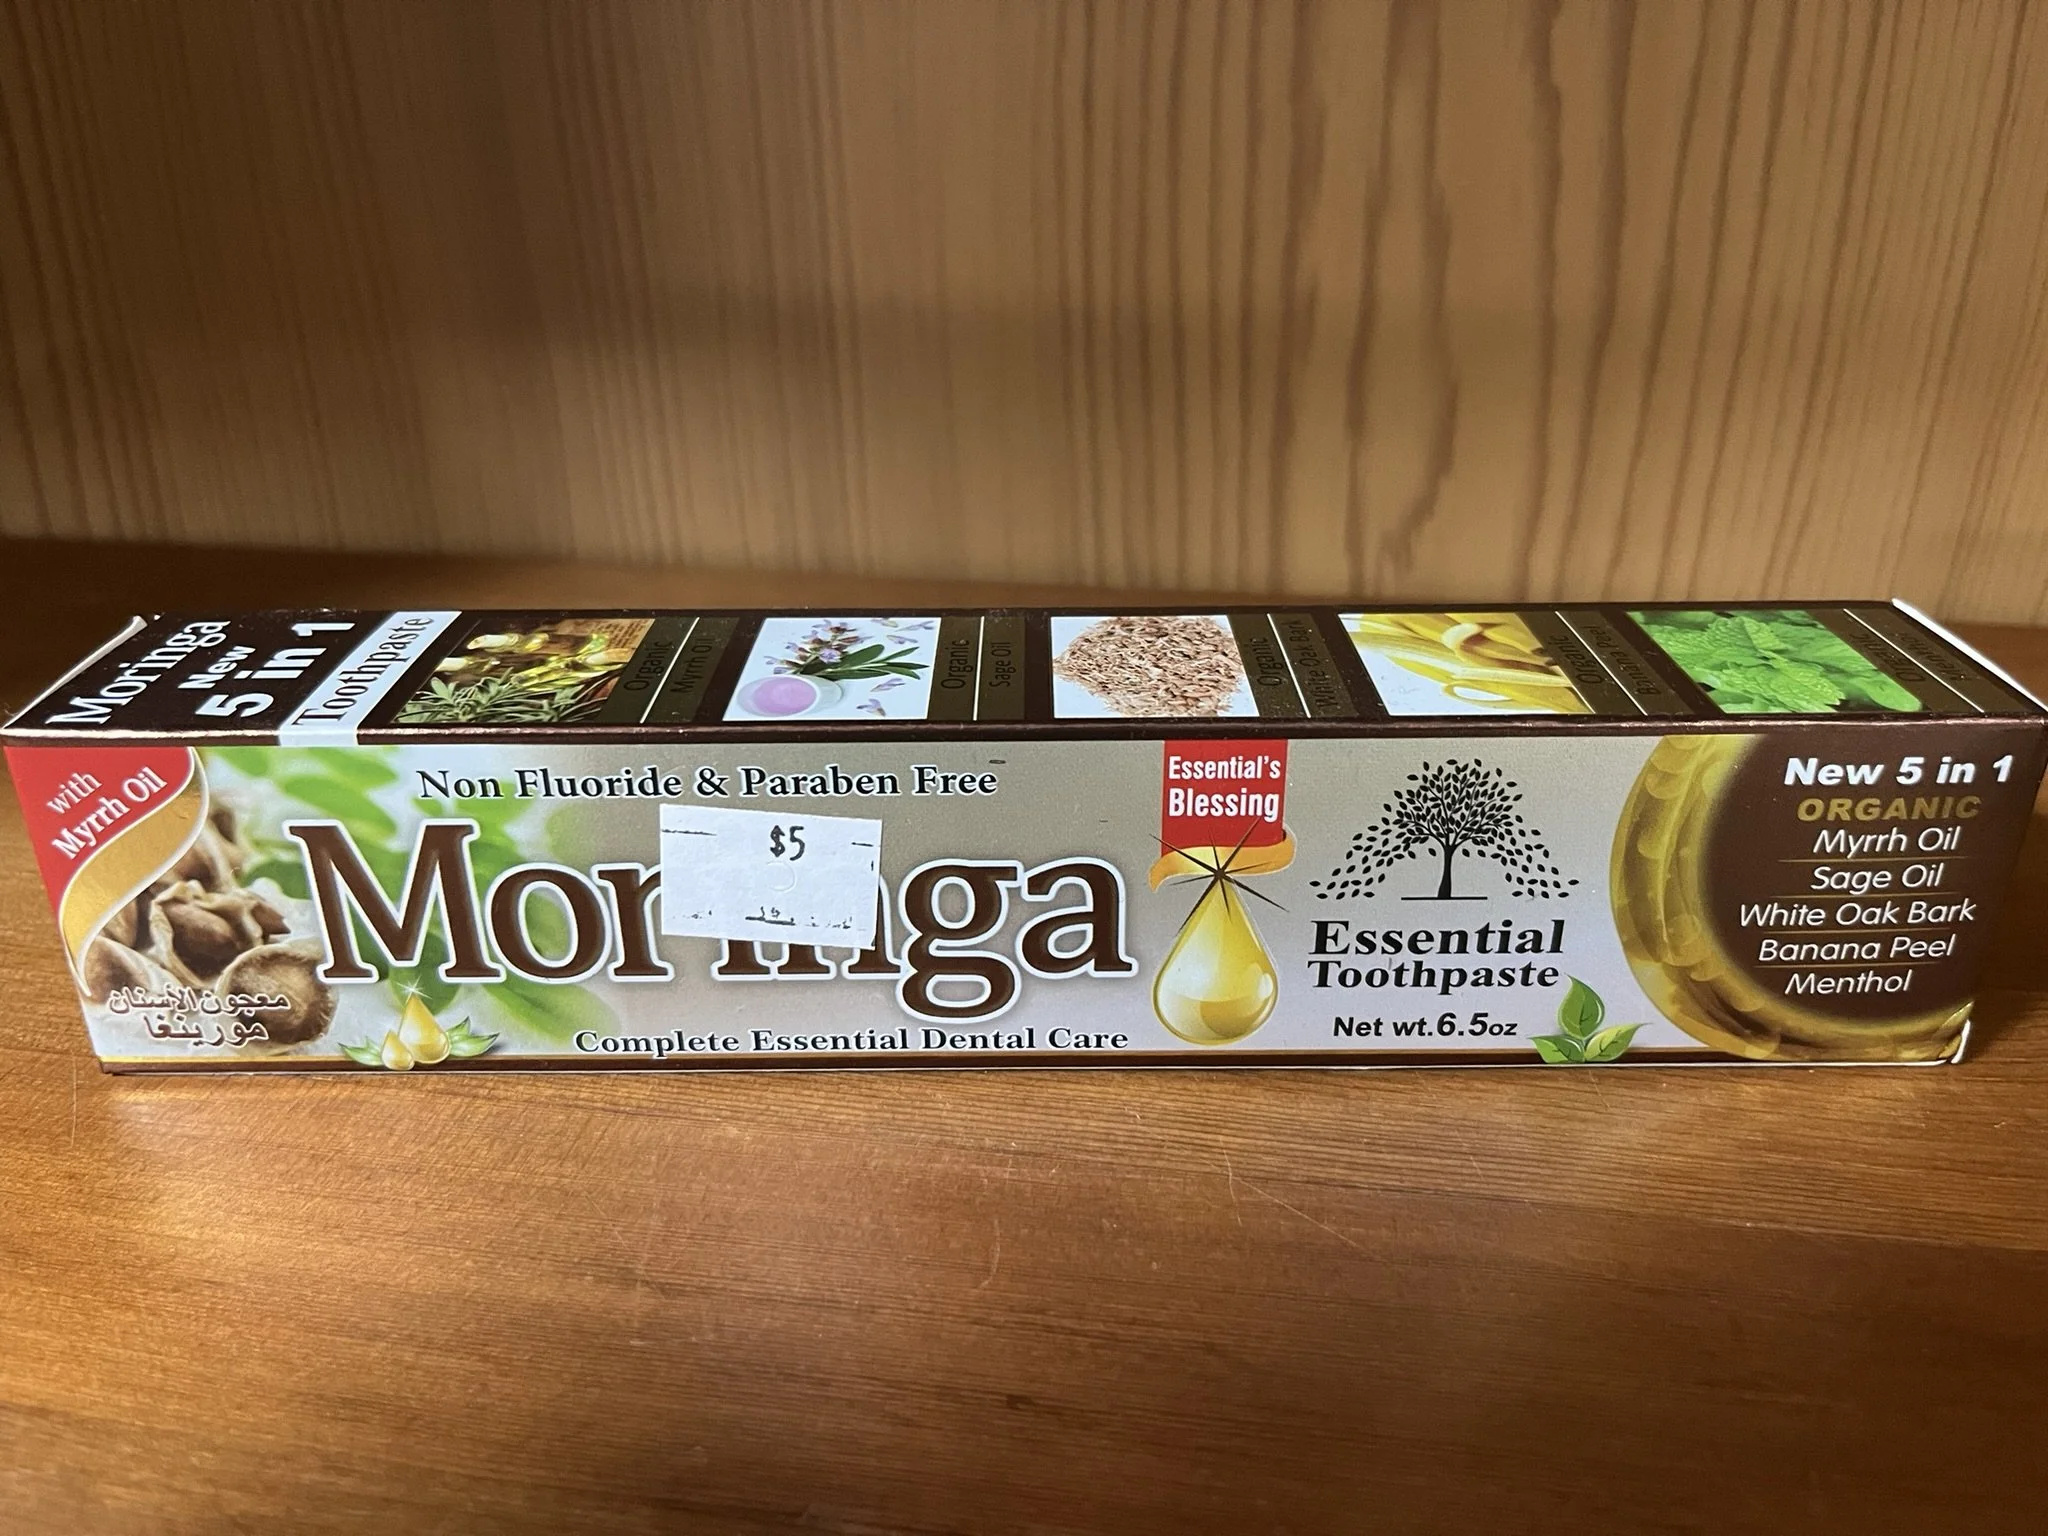 Moringa
New
5 in 1
Toothpaste
Organic
Myrrh Oil
Organic
Sage Oil
Organic
White Oak Bark
Organic
Banana Peel
Organic
with
Myrrh Oil
معجون الأسنان
مورينغا
Non Fluoride & Paraben Free
$5
Moringa
Complete Essential Dental Care
Essential's
Blessing
Essential
Toothpaste
Net wt.6.5oz
New 5 in 1
ORGANIC
Myrrh Oil
Sage Oil
White Oak Bark
Banana Peel
Menthol